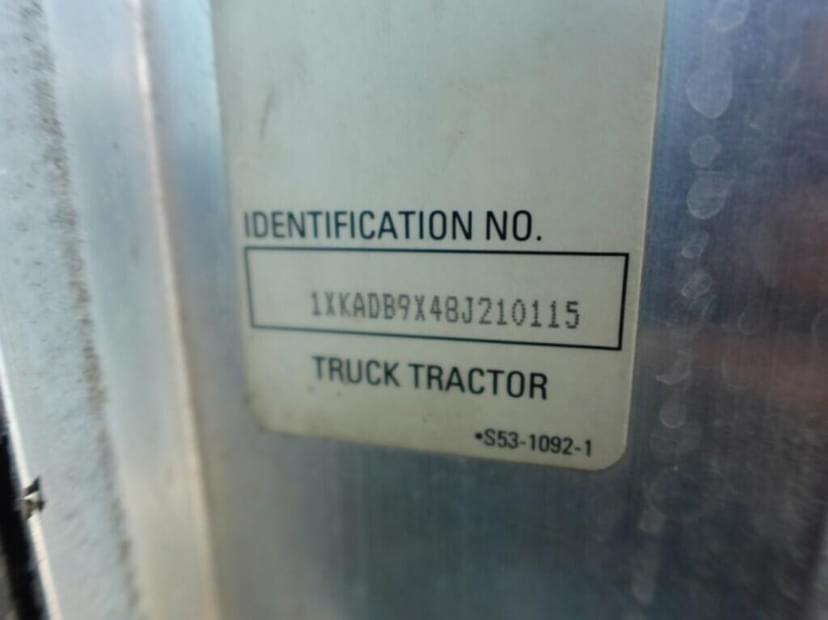 IDENTIFICATION NO.
1XKADB9X48J210115
TRUCK TRACTOR
•S53-1092-1